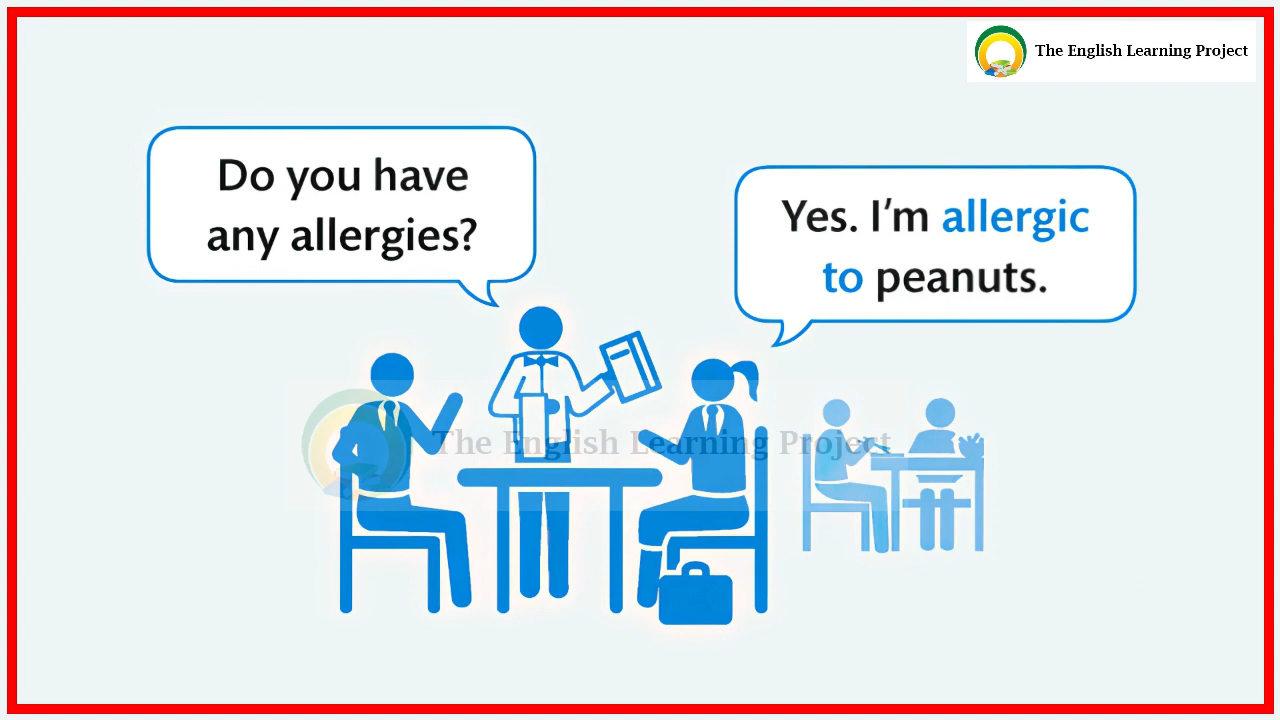 The English Learning Project
Do you have
any allergies?
Yes. I'm allergic
to peanuts.
The English Learning Project